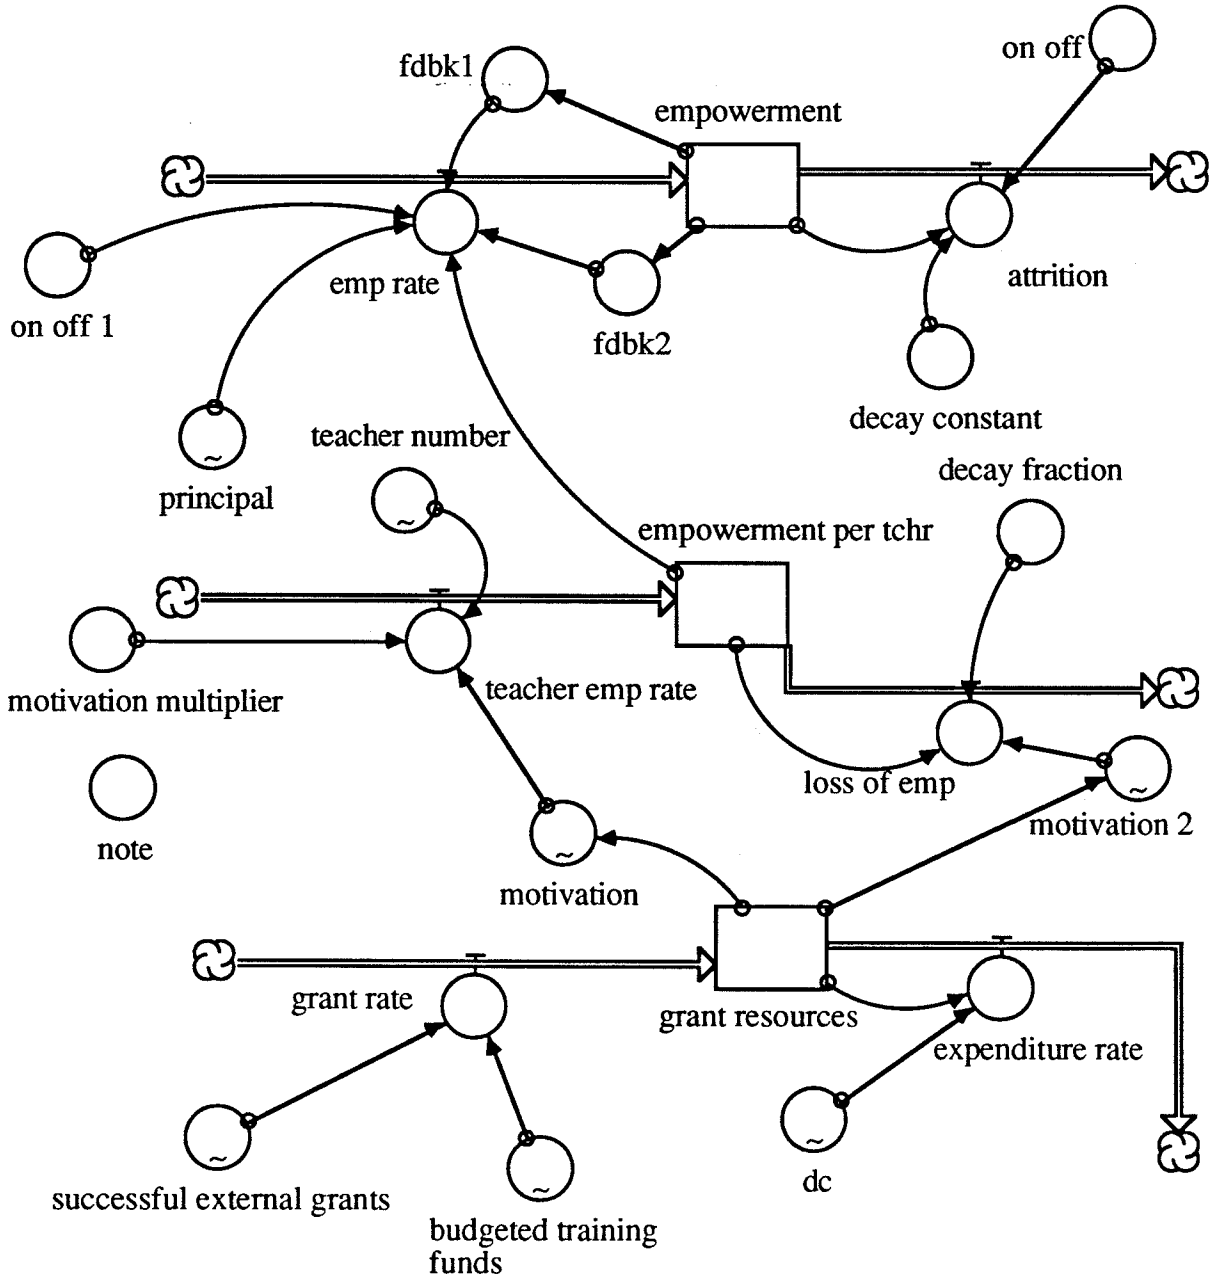 on off
fdbk1
empowerment
emp rate
attrition
on off 1
fdbk2
decay constant
teacher number
decay fraction
principal
empowerment per tchr
motivation multiplier
teacher emp rate
loss of emp
motivation 2
note
motivation
grant rate
grant resources
expenditure rate
dc
successful external grants
budgeted training
funds
~
~
~
~
~
~
~